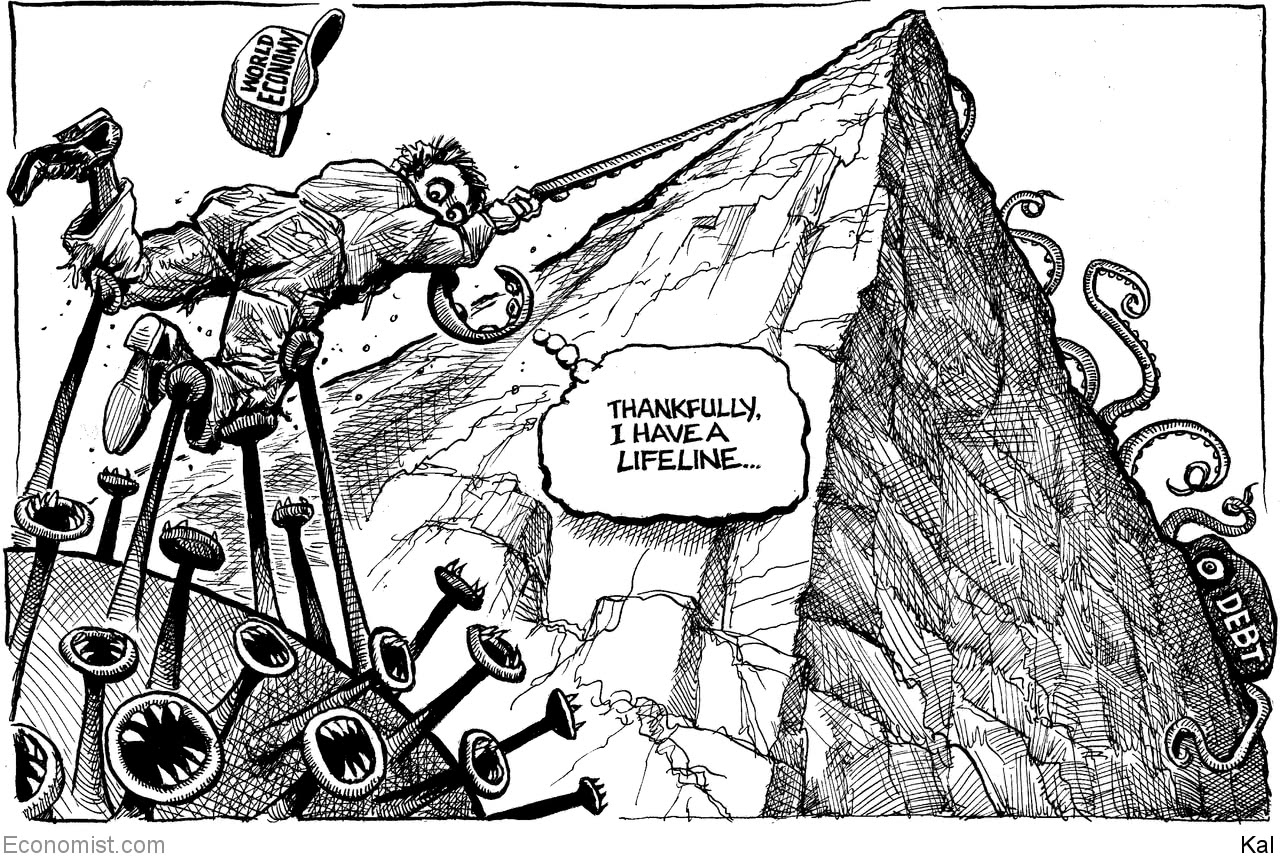 WORLD
ECONOMY
THANKFULLY,
I HAVE A
LIFELINE...
DEBT
Economist.com
Kal